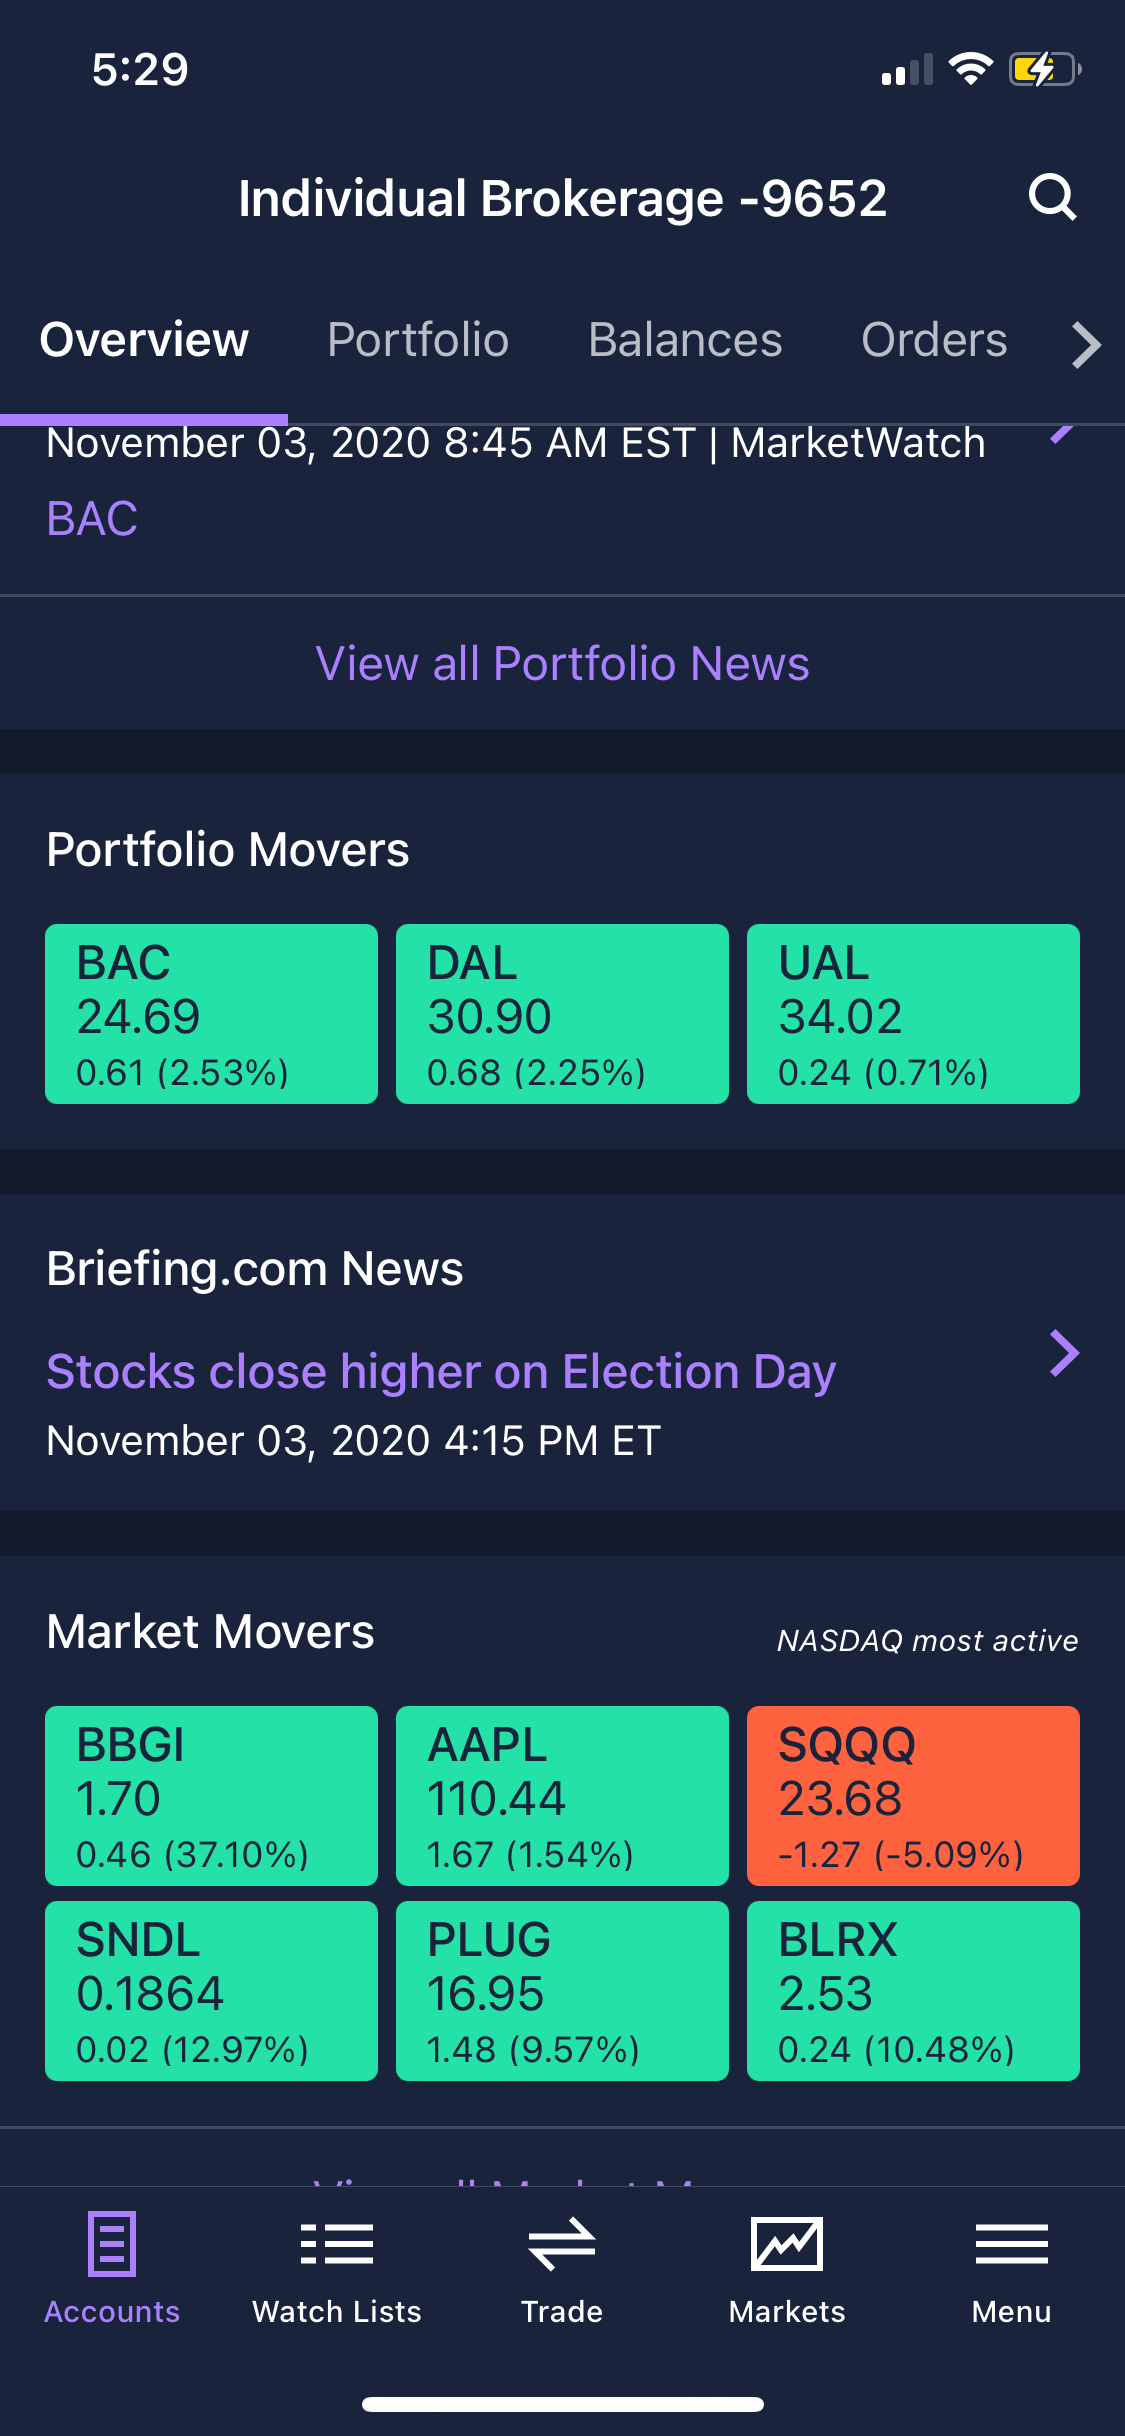 5:29
Individual Brokerage -9652
Overview Portfolio Balances Orders
November 03, 2020 8:45 AM EST | MarketWatch
BAC
View all Portfolio News
Portfolio Movers
BAC DAL UAL
24.69 30.90 34.02
0.61 (2.53%) 0.68 (2.25%) 0.24 (0.71%)
Briefing.com News
Stocks close higher on Election Day
November 03, 2020 4:15 PM ET
Market Movers NASDAQ most active
BBGI AAPL SQQQ
1.70 110.44 23.68
0.46 (37.10%) 1.67 (1.54%) -1.27 (-5.09%)
SNDL PLUG BLRX
0.1864 16.95 2.53
0.02 (12.97%) 1.48 (9.57%) 0.24 (10.48%)
View all Market
Accounts Watch Lists Trade Markets Menu